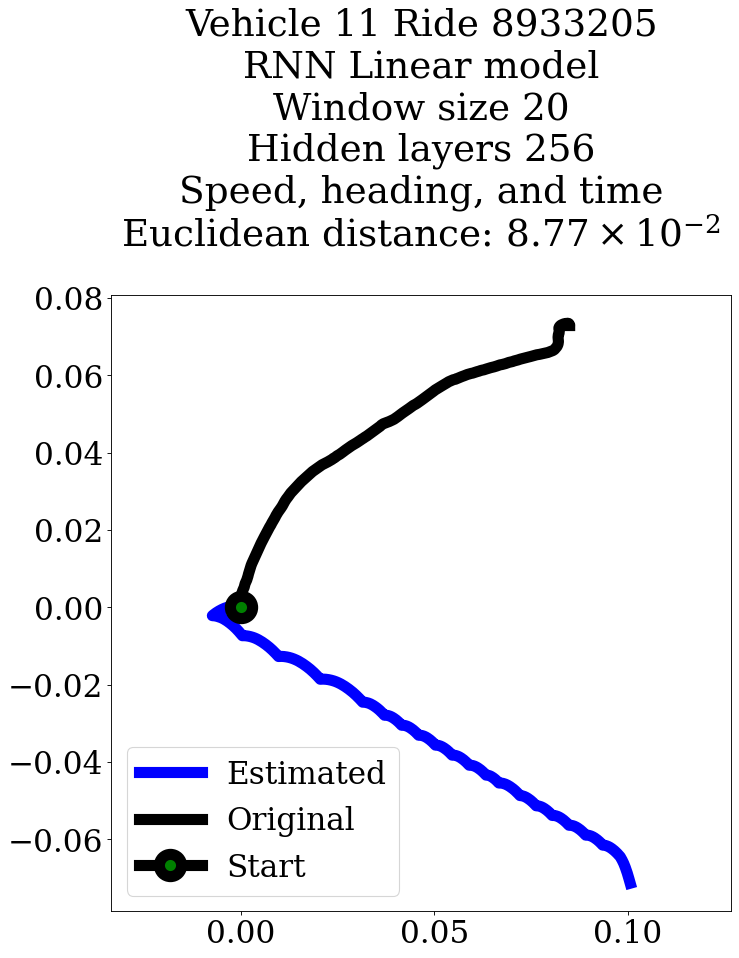 Vehicle 11 Ride 8933205
RNN Linear model
Window size 20
Hidden layers 256
Speed, heading, and time
Euclidean distance: 8.77 × 10⁻²
0.08
0.06
0.04
0.02
0.00
−0.02
−0.04
−0.06
Estimated
Original
Start
0.00 0.05 0.10